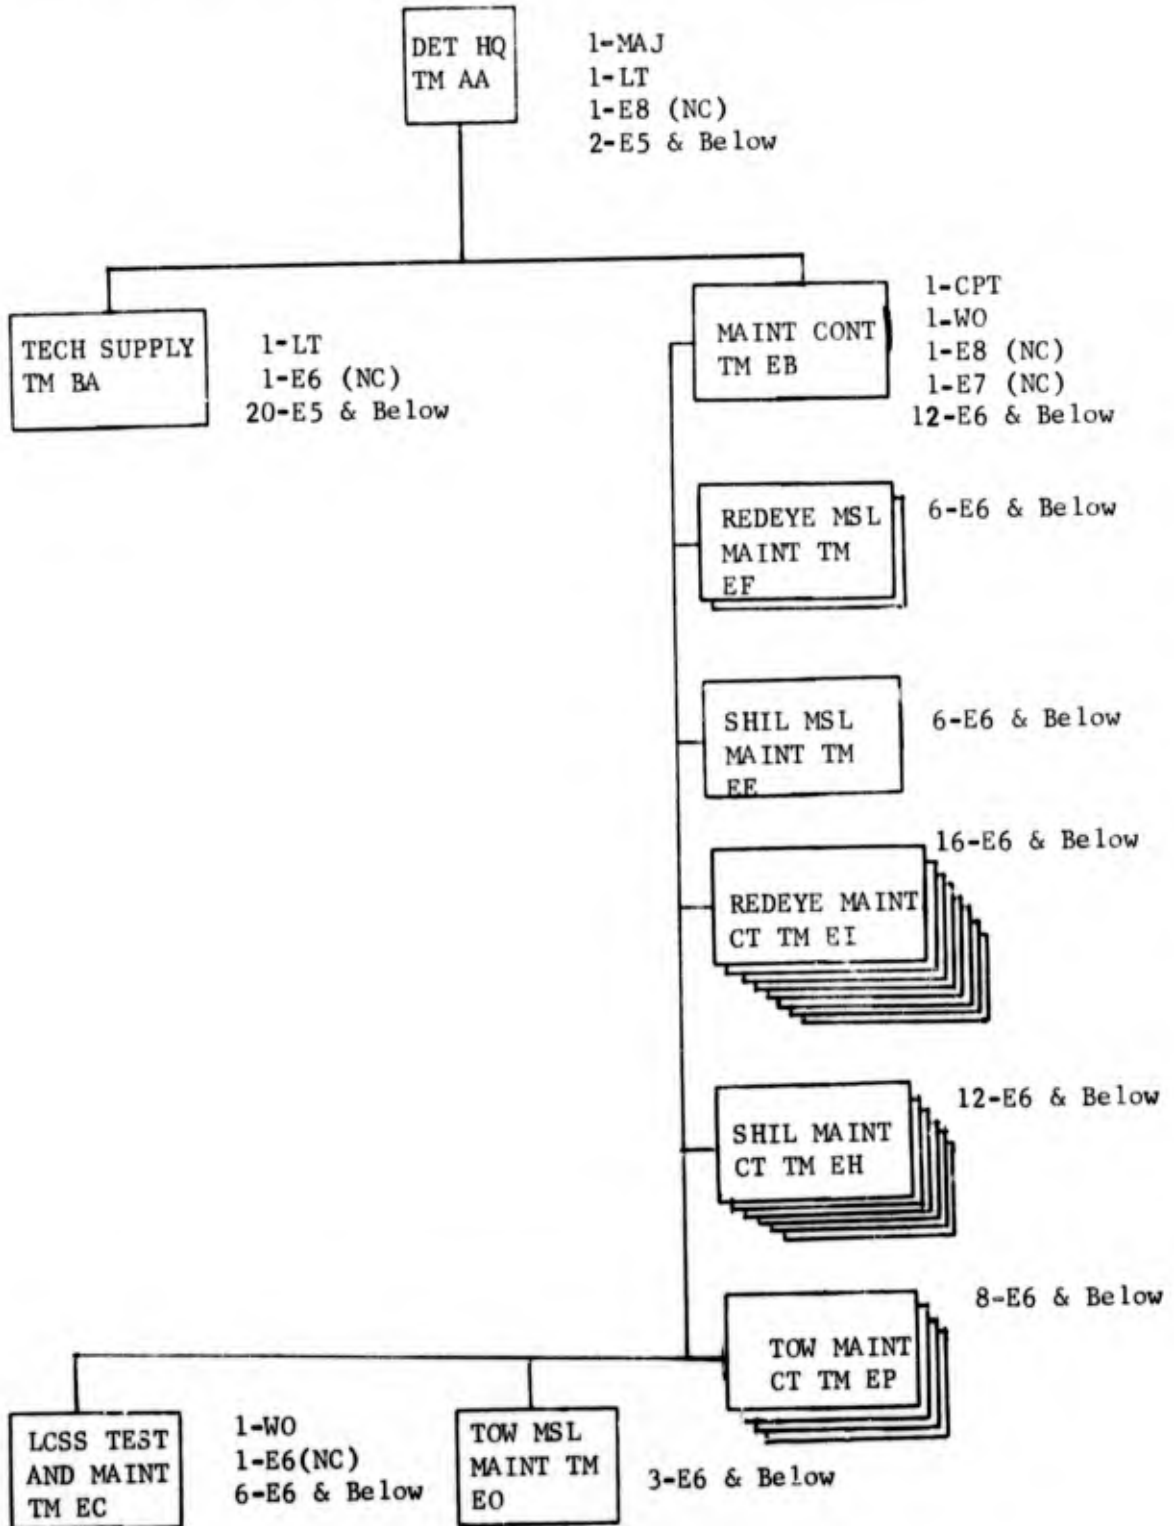 DET HQ
TM AA
1-MAJ
1-LT
1-E8 (NC)
2-E5 & Below
TECH SUPPLY
TM BA
1-LT
1-E6 (NC)
20-E5 & Below
MAINT CONT
TM EB
1-CPT
1-WO
1-E8 (NC)
1-E7 (NC)
12-E6 & Below
REDEYE MSL
MAINT TM
EF
6-E6 & Below
SHIL MSL
MAINT TM
EE
6-E6 & Below
REDEYE MAINT
CT TM EI
16-E6 & Below
SHIL MAINT
CT TM EH
12-E6 & Below
TOW MAINT
CT TM EP
8-E6 & Below
LCSS TEST
AND MAINT
TM EC
1-WO
1-E6(NC)
6-E6 & Below
TOW MSL
MAINT TM
EO
3-E6 & Below